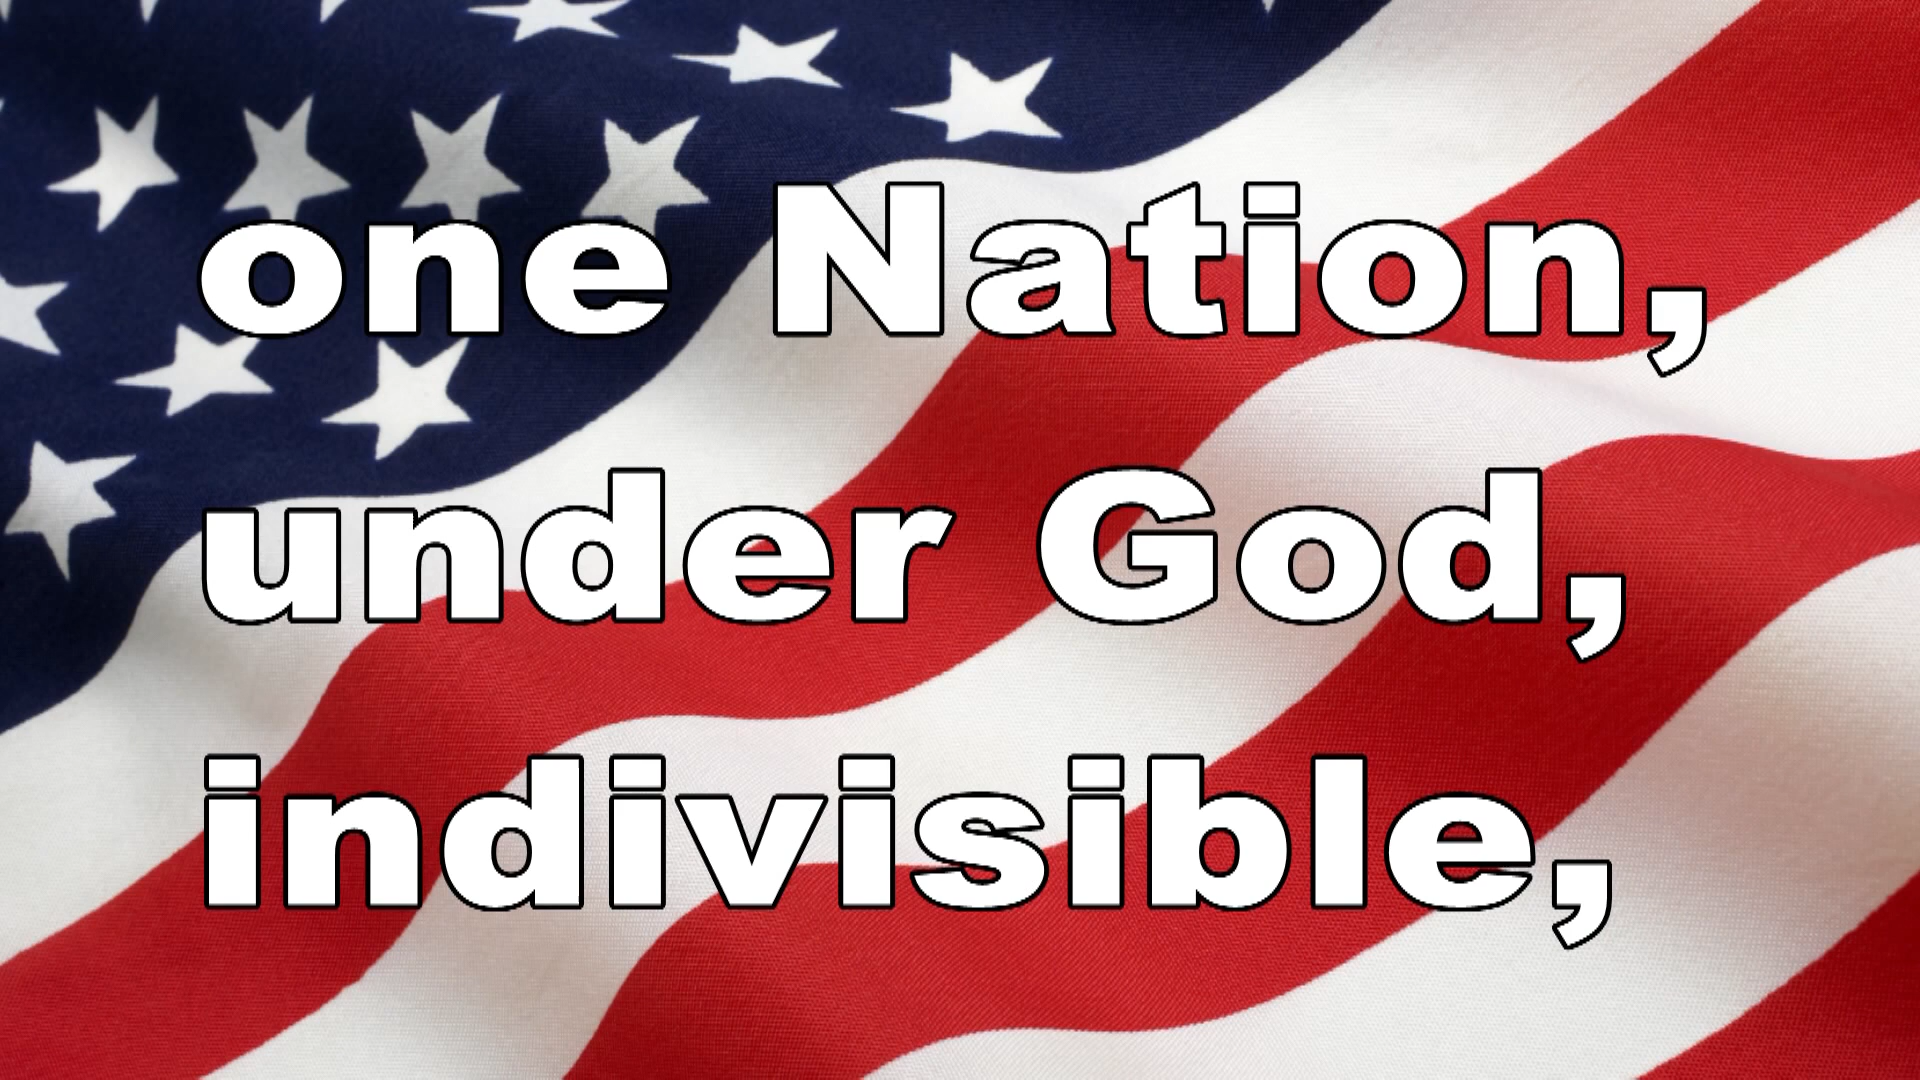 one Nation,
under God,
indivisible,